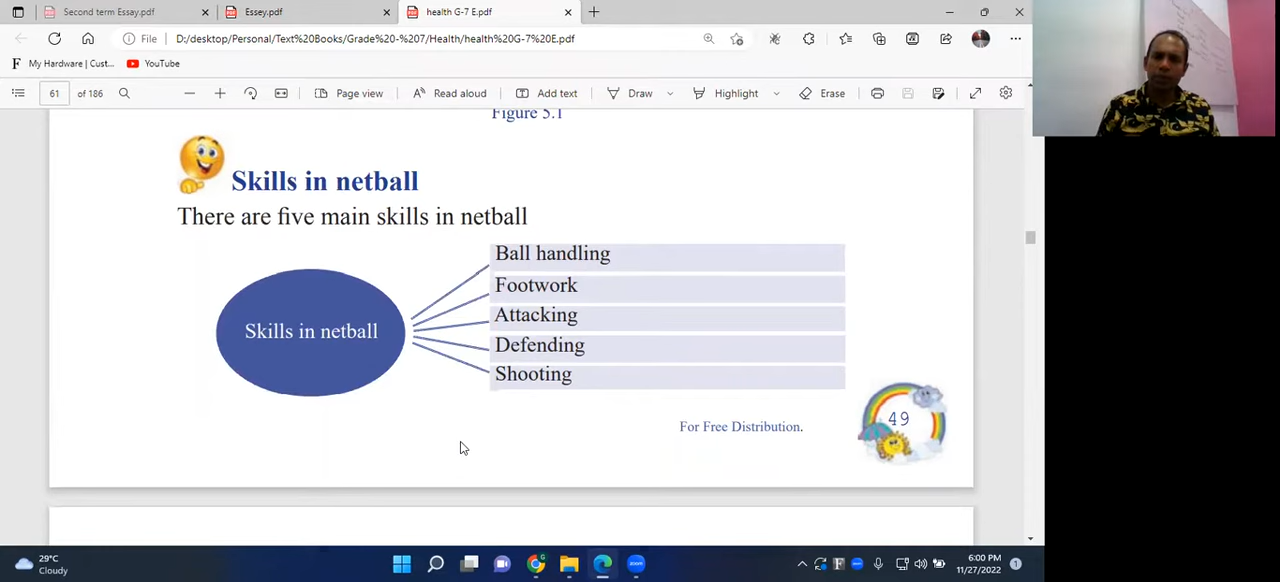 Second term Essay.pdf
Essey.pdf
health G-7 E.pdf
File D:/desktop/Personal/Text%20Books/Grade%20-%207/Health/health%20G-7%20E.pdf
My Hardware | Cust...
YouTube
61 of 186
Page view
Read aloud
Add text
Draw
Highlight
Erase
Figure 5.1
Skills in netball
There are five main skills in netball
Skills in netball
Ball handling
Footwork
Attacking
Defending
Shooting
For Free Distribution.
49
29°C
Cloudy
zoom
6:00 PM
11/27/2022
1